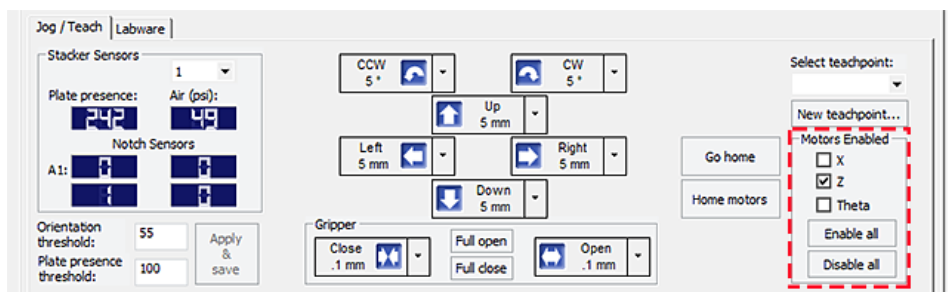 Jog / Teach Labware
Stacker Sensors
1
Plate presence: Air (psi):
242 49
Notch Sensors
A1: 0 0
1 0
Orientation
threshold: 55
Plate presence
threshold: 100
Apply
&
save
CCW
5 °
CW
5 °
Up
5 mm
Left
5 mm
Right
5 mm
Down
5 mm
Gripper
Close
.1 mm
Full open
Full close
Open
.1 mm
Go home
Home motors
Select teachpoint:
New teachpoint...
Motors Enabled
X
Z
Theta
Enable all
Disable all